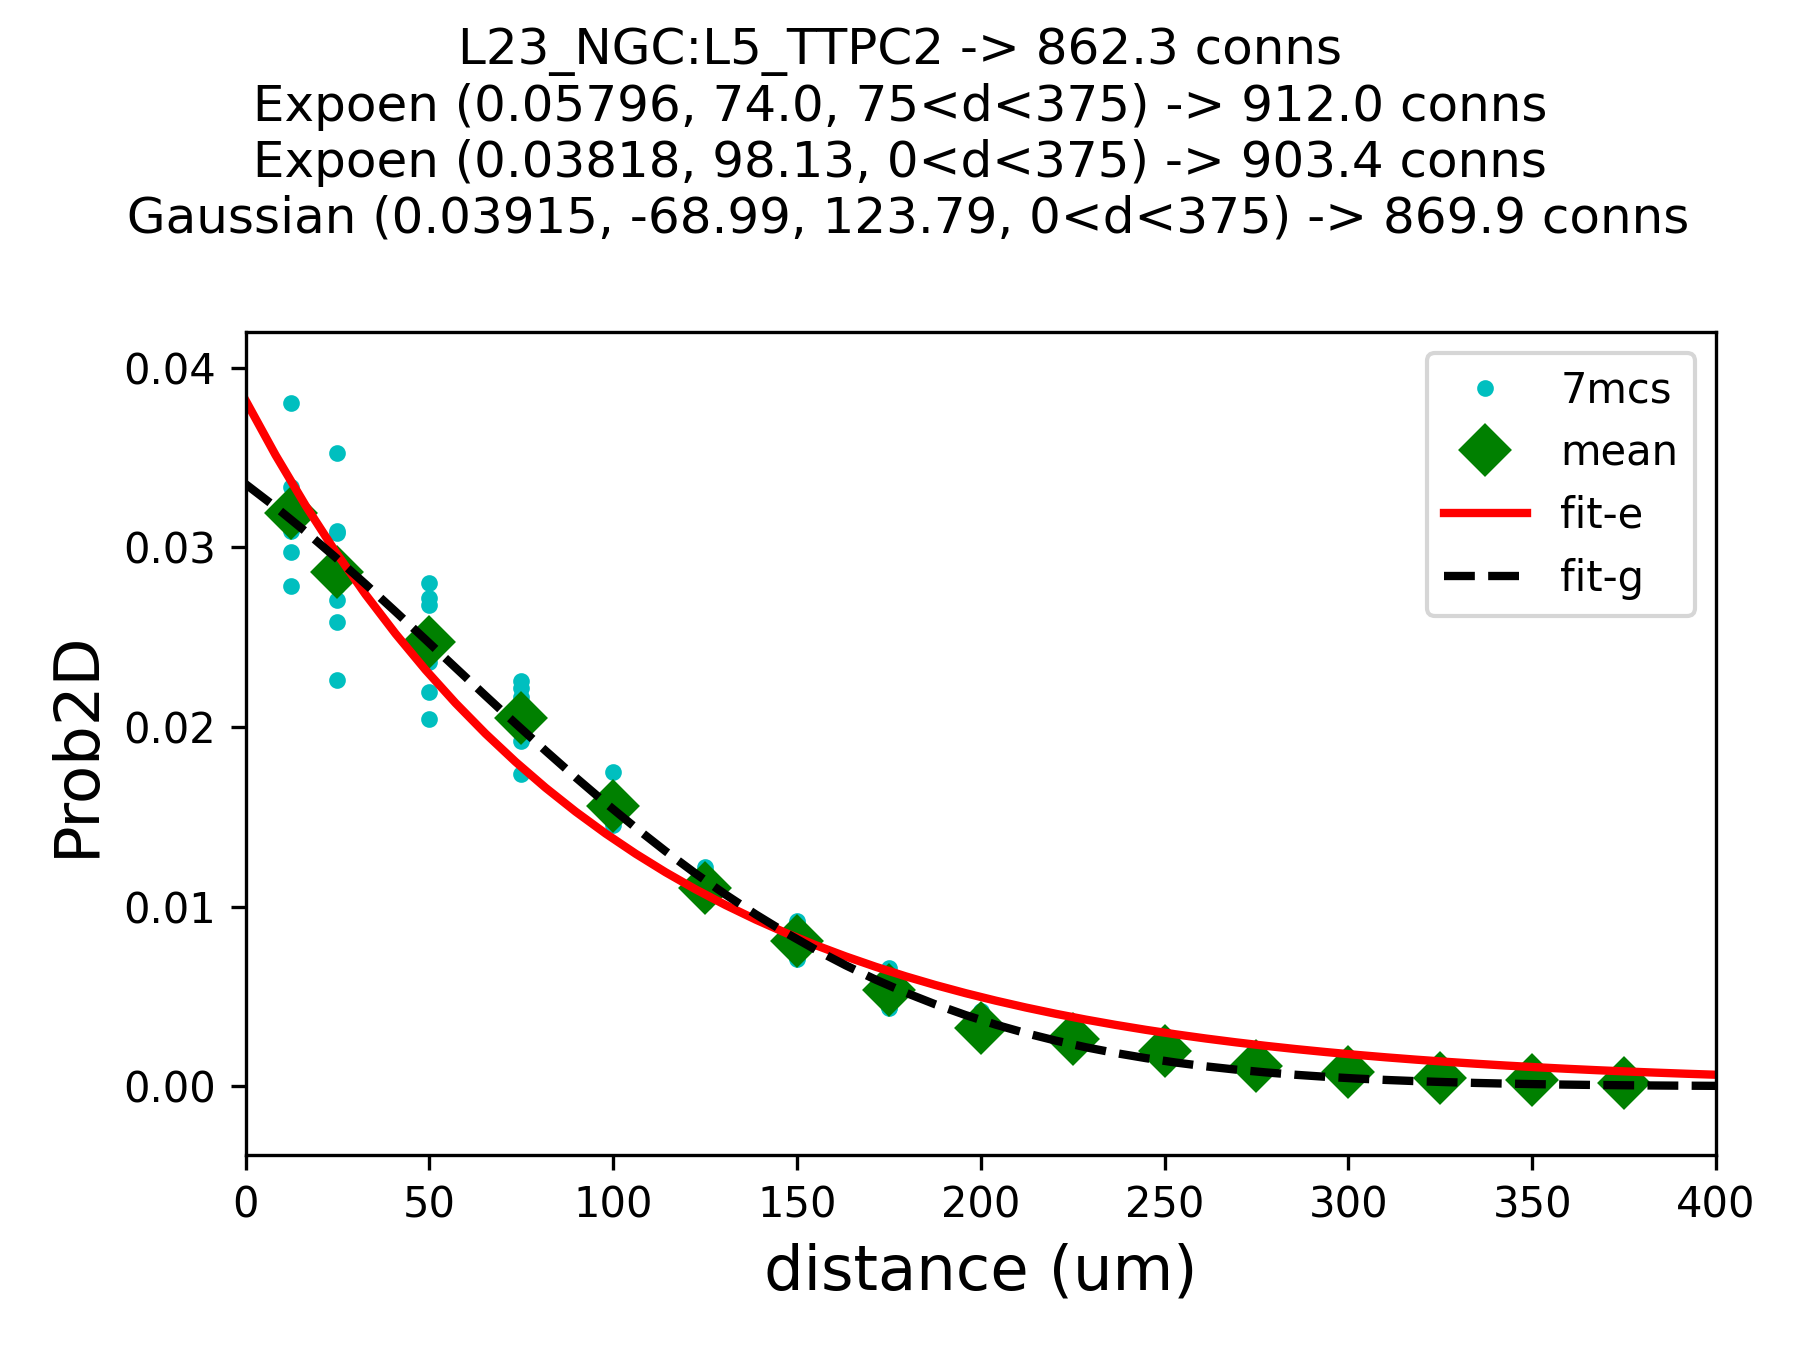 L23_NGC:L5_TTPC2 -> 862.3 conns
Expoen (0.05796, 74.0, 75<d<375) -> 912.0 conns
Expoen (0.03818, 98.13, 0<d<375) -> 903.4 conns
Gaussian (0.03915, -68.99, 123.79, 0<d<375) -> 869.9 conns
0.04
0.03
0.02
0.01
0.00
Prob2D
7mcs
mean
fit-e
fit-g
0 50 100 150 200 250 300 350 400
distance (um)